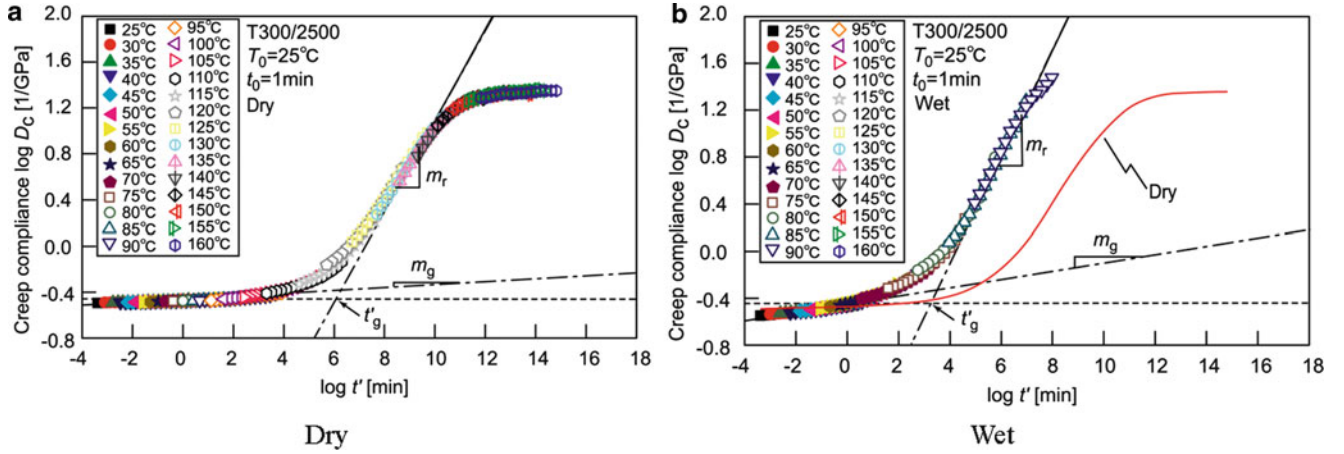 a
2.0
1.6
1.2
0.8
0.4
0.0
-0.4
-0.8
Creep compliance log Dc [1/GPa]
25°C 95°C
30°C 100°C
35°C 105°C
40°C 110°C
45°C 115°C
50°C 120°C
55°C 125°C
60°C 130°C
65°C 135°C
70°C 140°C
75°C 145°C
80°C 150°C
85°C 155°C
90°C 160°C
T300/2500
T0=25°C
t0=1min
Dry
mr
mg
t'g
-4 -2 0 2 4 6 8 10 12 14 16 18
log t' [min]
Dry
b
2.0
1.6
1.2
0.8
0.4
0.0
-0.4
-0.8
Creep compliance log Dc [1/GPa]
25°C 95°C
30°C 100°C
35°C 105°C
40°C 110°C
45°C 115°C
50°C 120°C
55°C 125°C
60°C 130°C
65°C 135°C
70°C 140°C
75°C 145°C
80°C 150°C
85°C 155°C
90°C 160°C
T300/2500
T0=25°C
t0=1min
Wet
mr
Dry
mg
t'g
-4 -2 0 2 4 6 8 10 12 14 16 18
log t' [min]
Wet